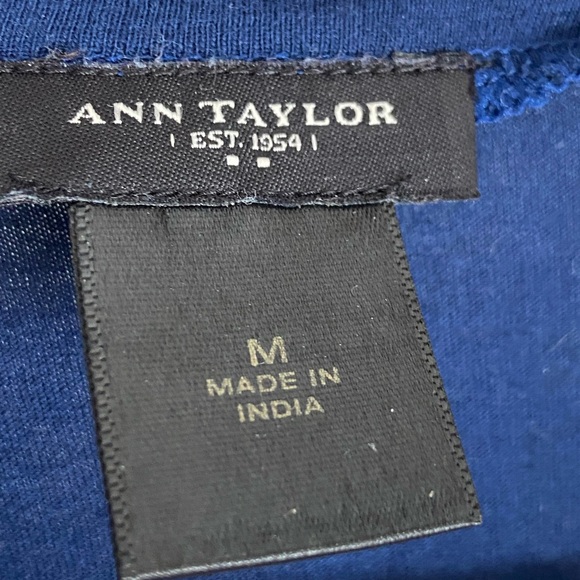 ANN TAYLOR
EST. 1954
M
MADE IN
INDIA